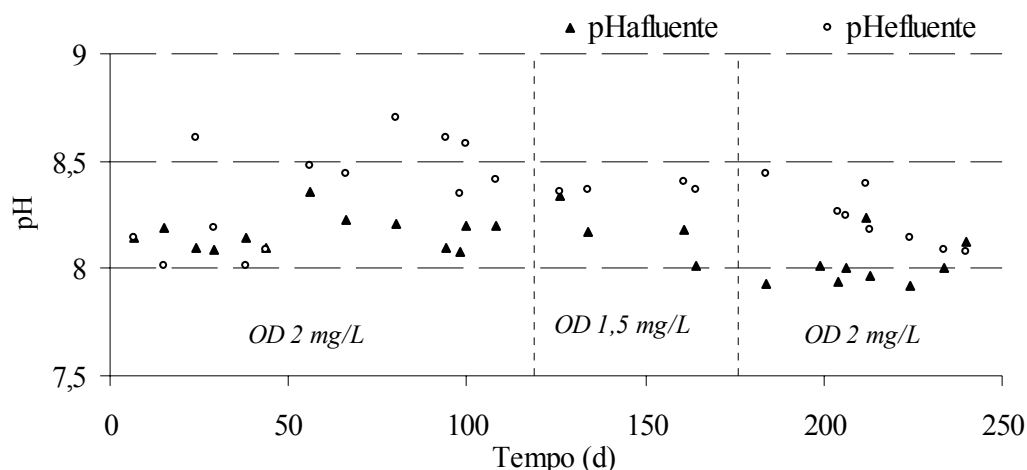 pHafluente pHefluente
9
8,5
8
7,5
pH
OD 2 mg/L OD 1,5 mg/L OD 2 mg/L
0 50 100 150 200 250
Tempo (d)